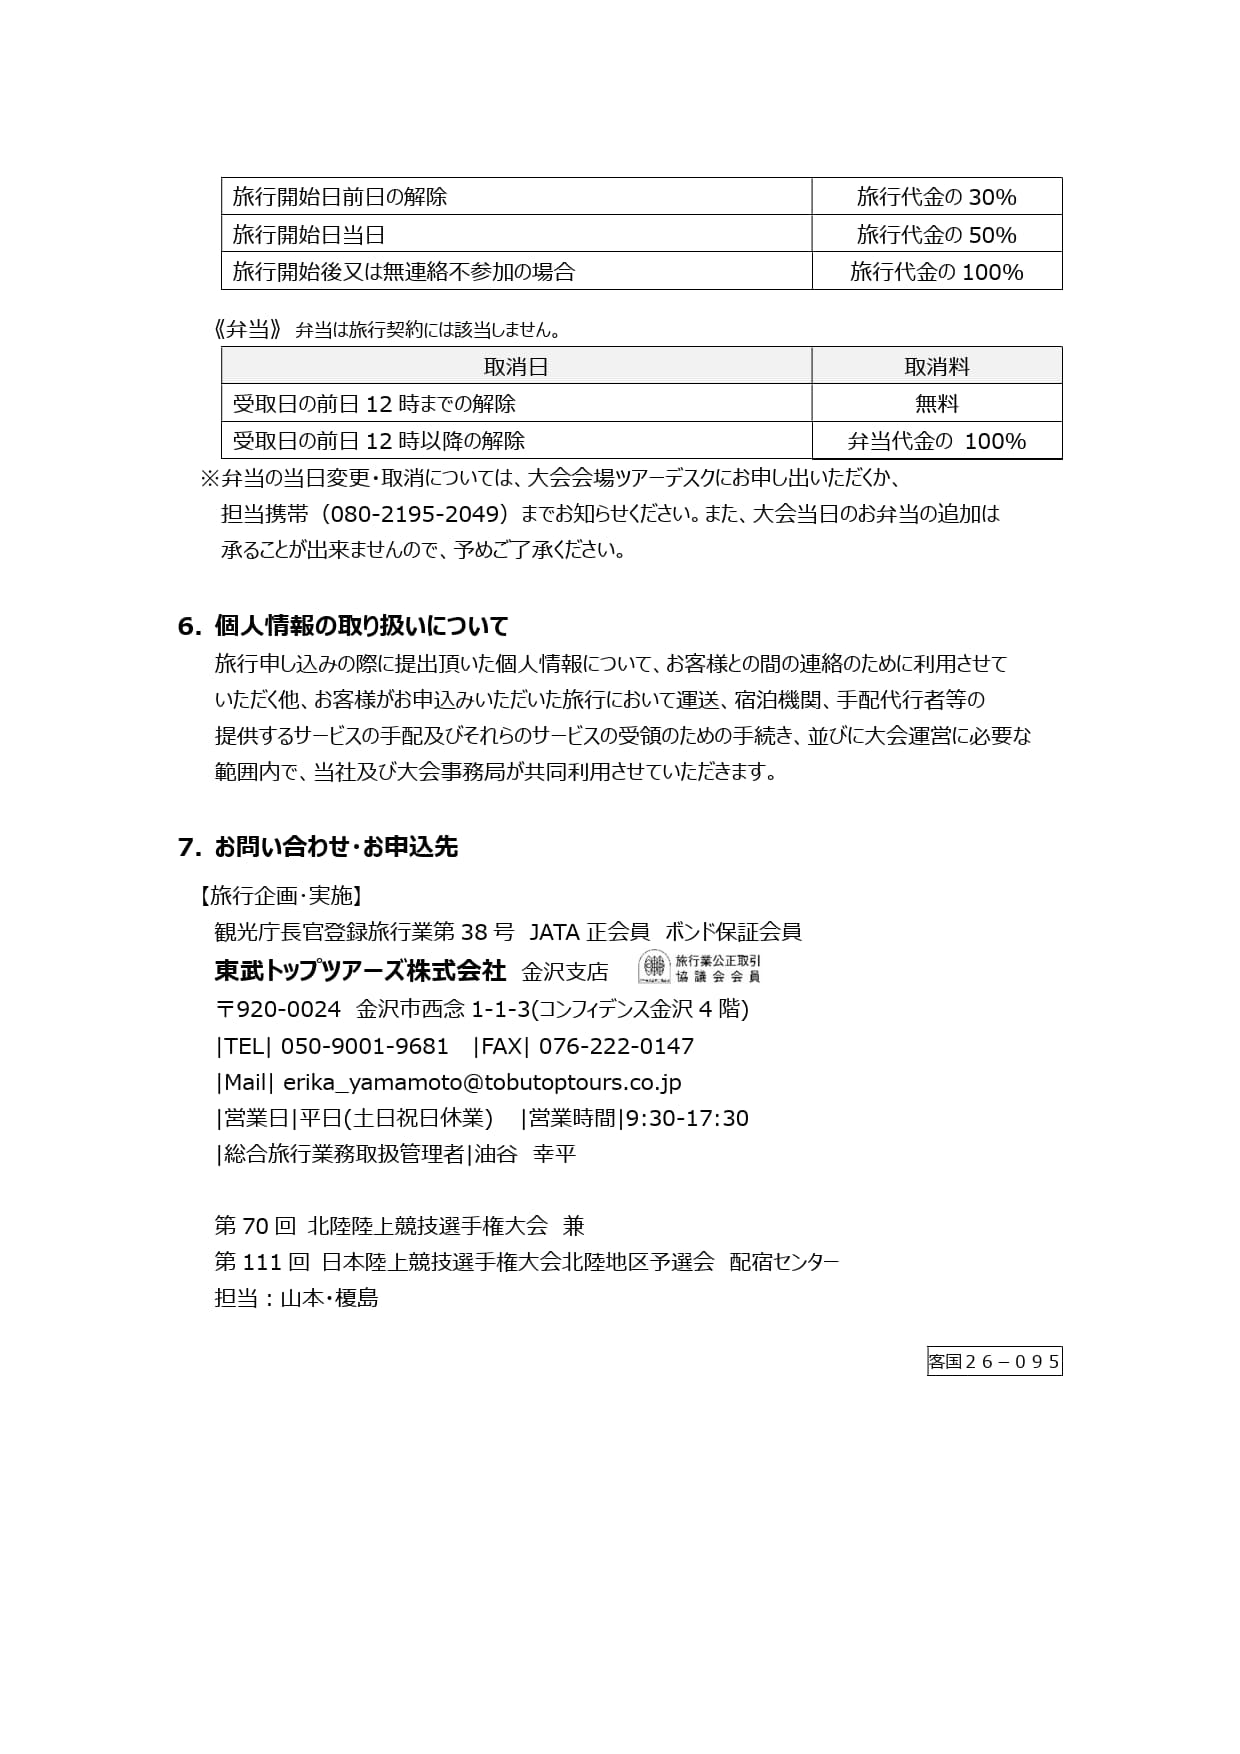 旅行開始日前日の解除 旅行代金の 30%
旅行開始日当日 旅行代金の 50%
旅行開始後又は無連絡不参加の場合 旅行代金の 100%
《弁当》 弁当は旅行契約には該当しません。
取消日 取消料
受取日の前日 12 時までの解除 無料
受取日の前日 12 時以降の解除 弁当代金の 100%
※弁当の当日変更・取消については、大会会場ツアーデスクにお申し出いただくか、
担当携帯（080-2195-2049）までお知らせください。また、大会当日のお弁当の追加は
承ることが出来ませんので、予めご了承ください。
6. 個人情報の取り扱いについて
旅行申し込みの際に提出頂いた個人情報について、お客様との間の連絡のために利用させて
いただく他、お客様がお申込みいただいた旅行において運送、宿泊機関、手配代行者等の
提供するサービスの手配及びそれらのサービスの受領のための手続き、並びに大会運営に必要な
範囲内で、当社及び大会事務局が共同利用させていただきます。
7. お問い合わせ・お申込先
【旅行企画・実施】
観光庁長官登録旅行業第 38 号 JATA 正会員 ボンド保証会員
東武トップツアーズ株式会社 金沢支店 旅行業公正取引
協議会会員
〒920-0024 金沢市西念 1-1-3(コンフィデンス金沢 4 階)
|TEL| 050-9001-9681 |FAX| 076-222-0147
|Mail| erika_yamamoto@tobutoptours.co.jp
|営業日|平日(土日祝日休業) |営業時間|9:30-17:30
|総合旅行業務取扱管理者|油谷 幸平
第 70 回 北陸陸上競技選手権大会 兼
第 111 回 日本陸上競技選手権大会北陸地区予選会 配宿センター
担当：山本・榎島
客国２６－０９５